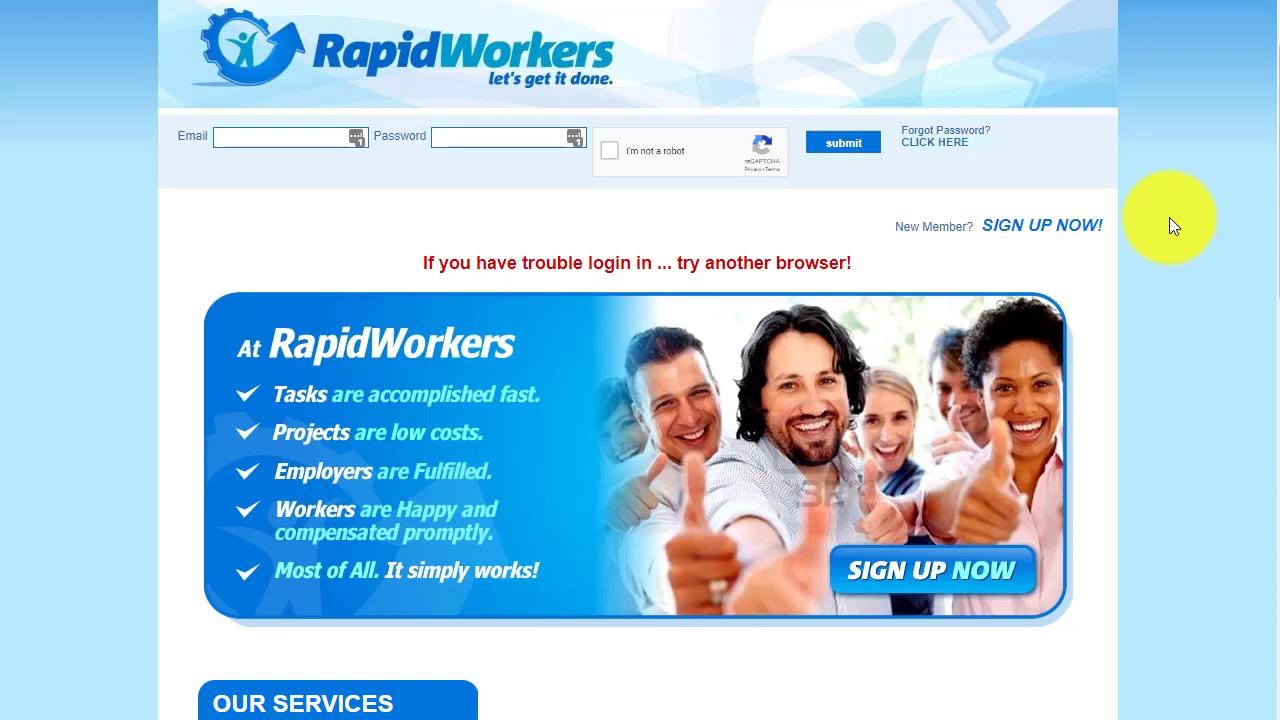 RapidWorkers
let's get it done.
Email
Password
I'm not a robot
reCAPTCHA
Privacy - Terms
submit
Forgot Password?
CLICK HERE
New Member? SIGN UP NOW!
If you have trouble login in ... try another browser!
At RapidWorkers
Tasks are accomplished fast.
Projects are low costs.
Employers are Fulfilled.
Workers are Happy and
compensated promptly.
Most of All. It simply works!
SIGN UP NOW
OUR SERVICES